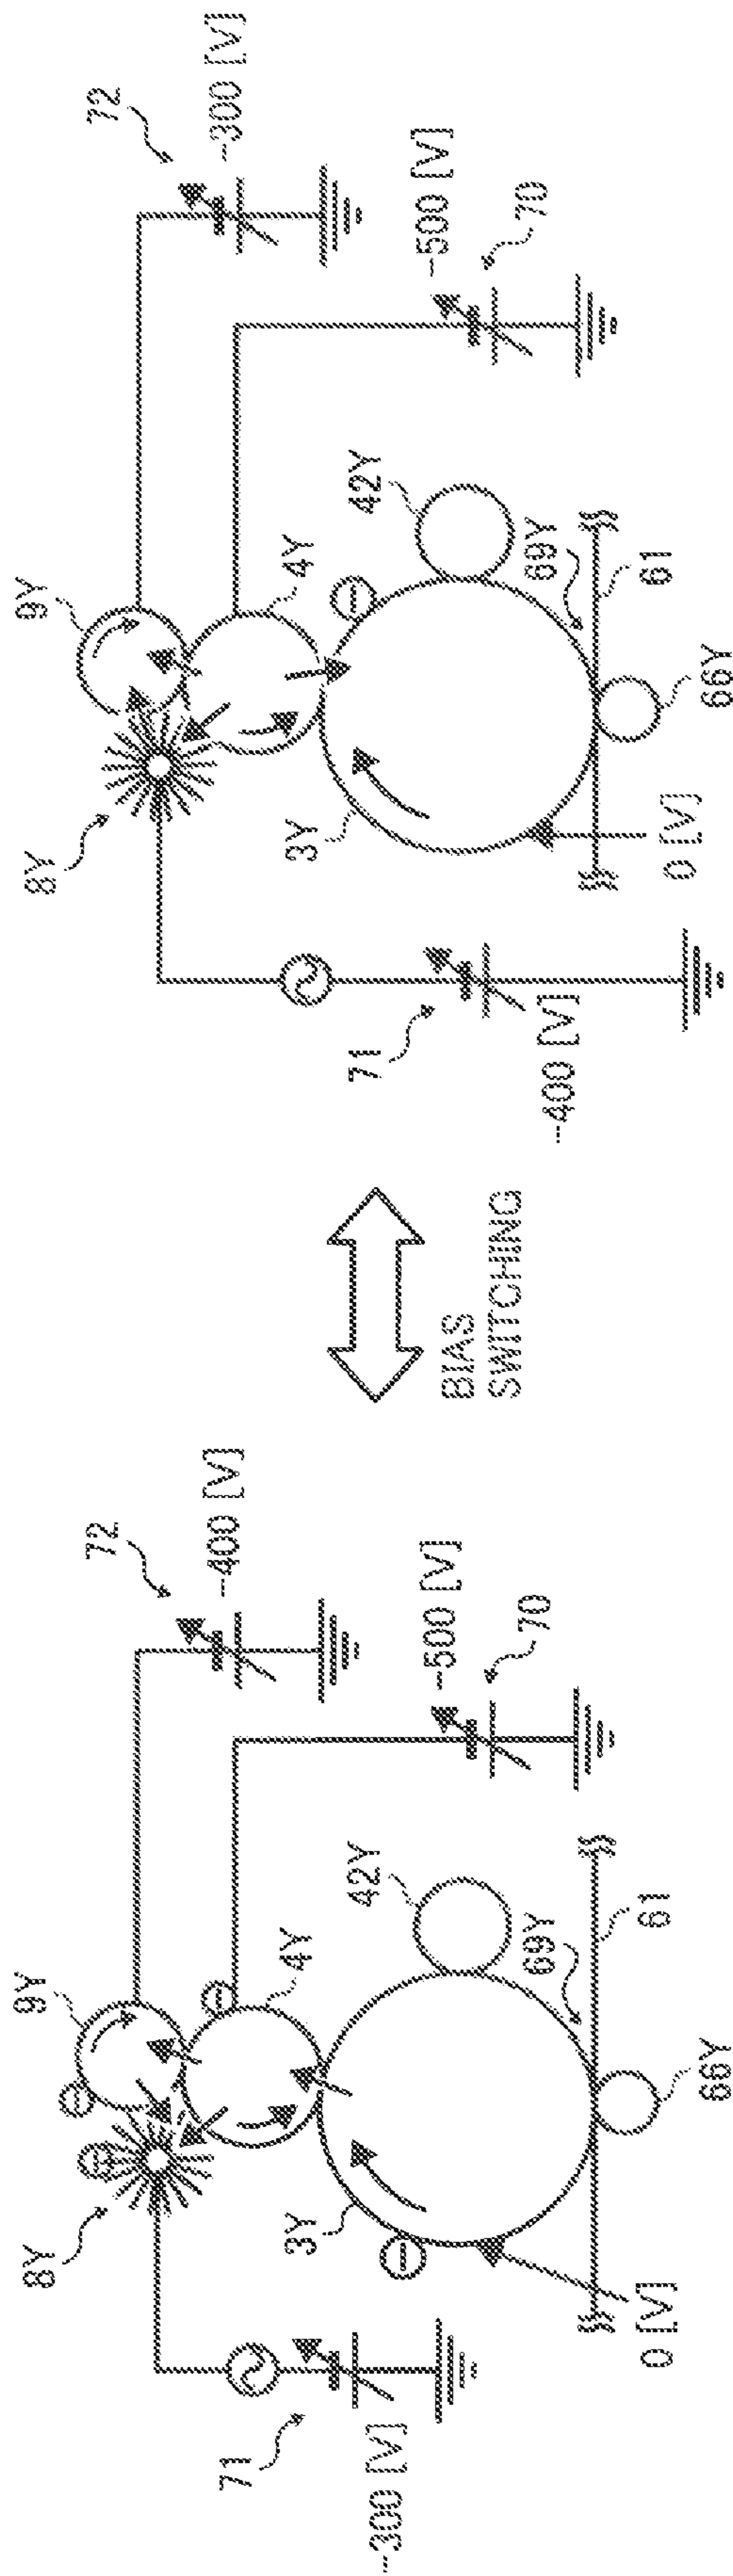 9Y
72
-400 [V]
8Y
4Y
-500 [V]
70
42Y
3Y
69Y
71
-300 [V]
61
0 [V]
66Y
BIAS
SWITCHING
9Y
72
-300 [V]
8Y
4Y
-500 [V]
70
42Y
3Y
69Y
71
-400 [V]
61
0 [V]
66Y